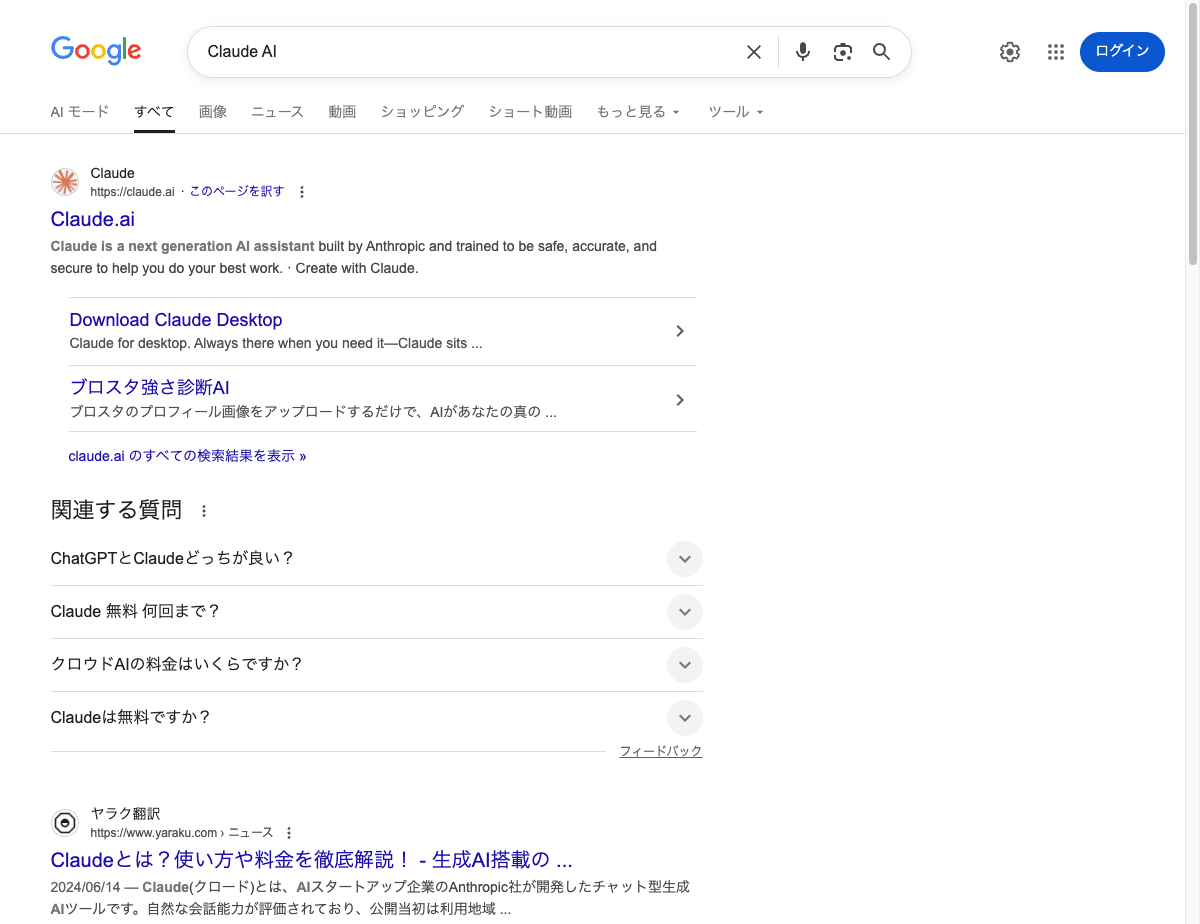 Google
Claude AI
ログイン
AI モード すべて 画像 ニュース 動画 ショッピング ショート動画 もっと見る ツール
Claude
https://claude.ai · このページを訳す
Claude.ai
Claude is a next generation AI assistant built by Anthropic and trained to be safe, accurate, and
secure to help you do your best work. · Create with Claude.
Download Claude Desktop
Claude for desktop. Always there when you need it—Claude sits ...
ブロスタ強さ診断AI
ブロスタのプロフィール画像をアップロードするだけで、AIがあなたの真の ...
claude.ai のすべての検索結果を表示 »
関連する質問
ChatGPTとClaudeどっちが良い？
Claude 無料 何回まで？
クロウドAIの料金はいくらですか？
Claudeは無料ですか？
フィードバック
ヤラク翻訳
https://www.yaraku.com › ニュース
Claudeとは？使い方や料金を徹底解説！ - 生成AI搭載の ...
2024/06/14 — Claude(クロード)とは、AIスタートアップ企業のAnthropic社が開発したチャット型生成
AIツールです。自然な会話能力が評価されており、公開当初は利用地域 ...